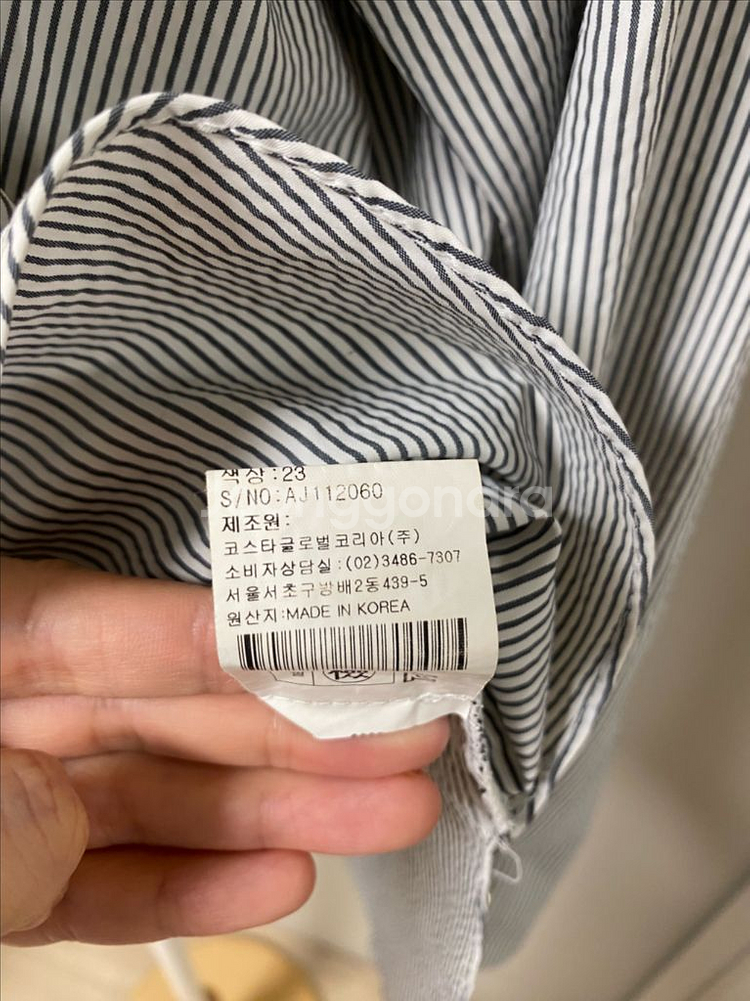 색상:23
S/NO:AJ112060
제조원:
코스타글로벌코리아(주)
소비자상담실:(02)3486-7307
서울서초구방배2동439-5
원산지:MADE IN KOREA